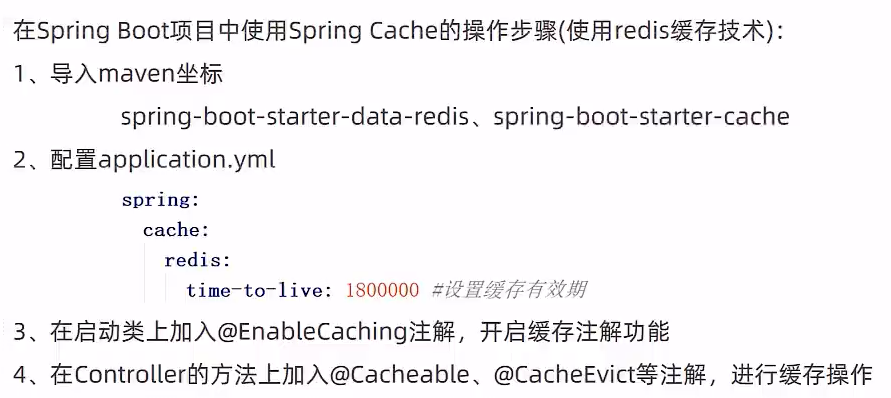 在Spring Boot项目中使用Spring Cache的操作步骤(使用redis缓存技术)：
1、导入maven坐标
spring-boot-starter-data-redis、spring-boot-starter-cache
2、配置application.yml
spring:
cache:
redis:
time-to-live: 1800000 #设置缓存有效期
3、在启动类上加入@EnableCaching注解，开启缓存注解功能
4、在Controller的方法上加入@Cacheable、@CacheEvict等注解，进行缓存操作